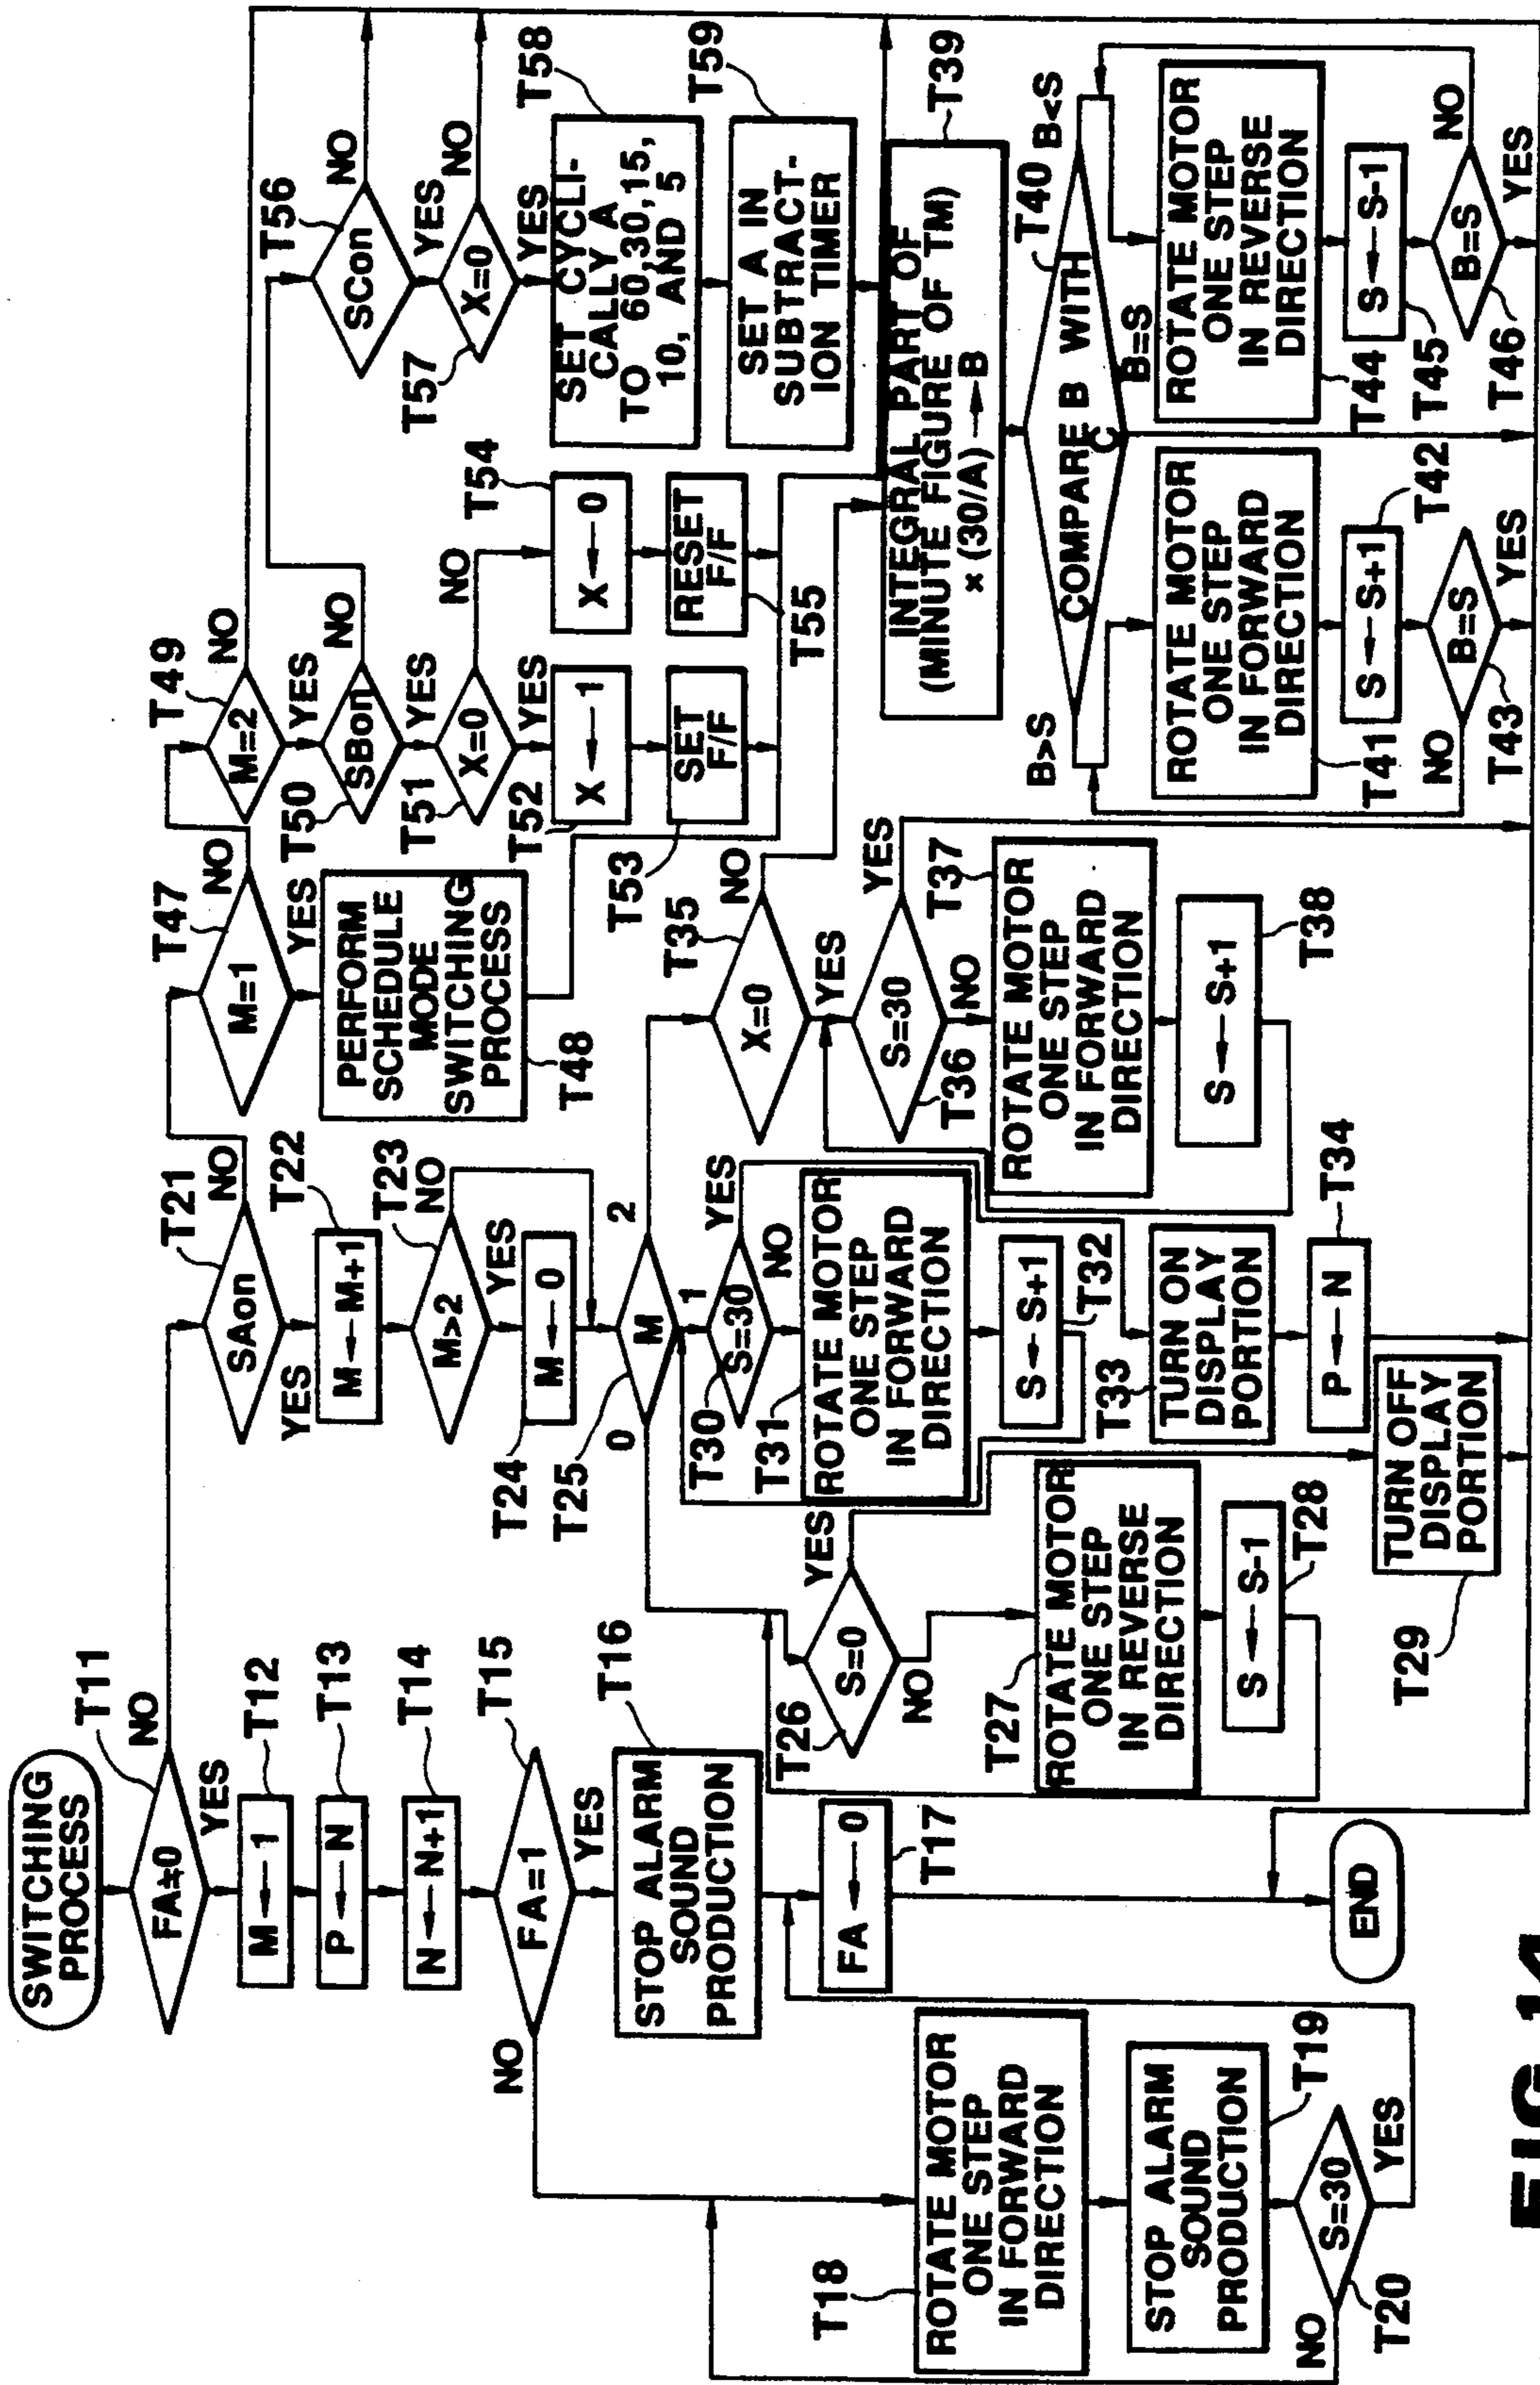 SWITCHING
PROCESS
FA≠0
T11
NO
YES
M ← 1
T12
P ← N
T13
N ← N+1
T14
FA=1
T15
NO
YES
STOP ALARM
SOUND
PRODUCTION
T16
FA ← 0
T17
T18
ROTATE MOTOR
ONE STEP
IN FORWARD
DIRECTION
STOP ALARM
SOUND
PRODUCTION
T19
S=30
T20
NO
YES
END
SAon
T21
NO
YES
M ← M+1
T22
M>2
T23
NO
YES
M ← 0
T24
M
T25
0
1
2
S=0
T26
YES
NO
T27
ROTATE MOTOR
ONE STEP
IN REVERSE
DIRECTION
S ← S-1
T28
TURN OFF
DISPLAY
PORTION
T29
S=30
T30
YES
NO
T31
ROTATE MOTOR
ONE STEP
IN FORWARD
DIRECTION
S ← S+1
T32
T33
TURN ON
DISPLAY
PORTION
P ← N
T34
X=0
T35
NO
YES
S=30
T36
YES
NO
T37
ROTATE MOTOR
ONE STEP
IN FORWARD
DIRECTION
S ← S+1
T38
M=1
T47
NO
YES
PERFORM
SCHEDULE
MODE
SWITCHING
PROCESS
T48
M=2
T49
NO
YES
SBon
T50
NO
YES
X=0
T51
NO
YES
T52
X ← 1
SET
F/F
T53
X ← 0
T54
RESET
F/F
T55
SCon
T56
NO
YES
X=0
T57
NO
YES
SET CYCLI-
CALLY A
TO 60,30,15,
10, AND 5
T58
SET A IN
SUBTRACT-
ION TIMER
T59
INTEGRAL PART OF
(MINUTE FIGURE OF TM)
× (30/A) → B
T39
COMPARE B WITH
C
T40
B>S
B=S
B<S
ROTATE MOTOR
ONE STEP
IN FORWARD
DIRECTION
T41
S ← S+1
T42
B=S
T43
NO
YES
ROTATE MOTOR
ONE STEP
IN REVERSE
DIRECTION
T44
S ← S-1
T45
B=S
T46
NO
YES
FIG.14